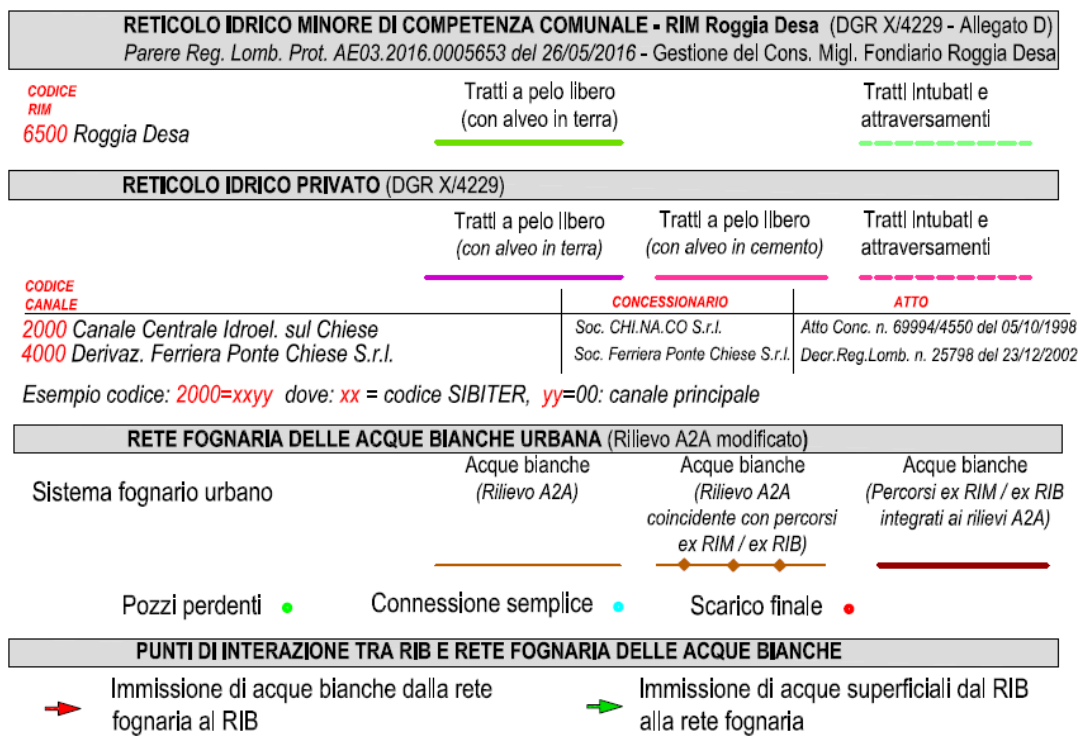 RETICOLO IDRICO MINORE DI COMPETENZA COMUNALE - RIM Roggia Desa (DGR X/4229 - Allegato D)
Parere Reg. Lomb. Prot. AE03.2016.0005653 del 26/05/2016 - Gestione del Cons. Migl. Fondiario Roggia Desa
CODICE
RIM
6500 Roggia Desa
Tratti a pelo libero
(con alveo in terra)
Tratti intubati e
attraversamenti
RETICOLO IDRICO PRIVATO (DGR X/4229)
Tratti a pelo libero
(con alveo in terra)
Tratti a pelo libero
(con alveo in cemento)
Tratti intubati e
attraversamenti
CODICE
CANALE
CONCESSIONARIO
ATTO
2000 Canale Centrale Idroel. sul Chiese
Soc. CHI.NA.CO S.r.l.
Atto Conc. n. 69994/4550 del 05/10/1998
4000 Derivaz. Ferriera Ponte Chiese S.r.l.
Soc. Ferriera Ponte Chiese S.r.l.
Decr.Reg.Lomb. n. 25798 del 23/12/2002
Esempio codice: 2000=xxyy dove: xx = codice SIBITER, yy=00: canale principale
RETE FOGNARIA DELLE ACQUE BIANCHE URBANA (Rilievo A2A modificato)
Sistema fognario urbano
Acque bianche
(Rilievo A2A)
Acque bianche
(Rilievo A2A
coincidente con percorsi
ex RIM / ex RIB)
Acque bianche
(Percorsi ex RIM / ex RIB
integrati ai rilievi A2A)
Pozzi perdenti
Connessione semplice
Scarico finale
PUNTI DI INTERAZIONE TRA RIB E RETE FOGNARIA DELLE ACQUE BIANCHE
Immissione di acque bianche dalla rete
fognaria al RIB
Immissione di acque superficiali dal RIB
alla rete fognaria